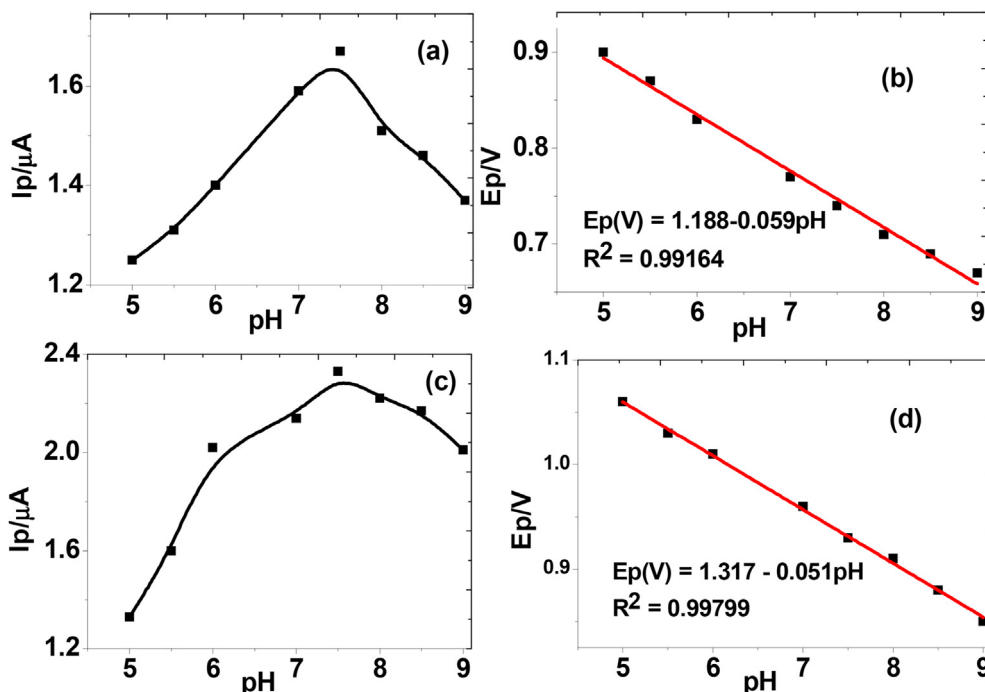 (a)
Ip/μA
1.6
1.4
1.2
5 6 7 8 9
pH
(b)
Ep/V
0.9
0.8
0.7
Ep(V) = 1.188-0.059pH
R² = 0.99164
5 6 7 8 9
pH
(c)
Ip/μA
2.4
2.0
1.6
1.2
5 6 7 8 9
pH
(d)
Ep/V
1.1
1.0
0.9
Ep(V) = 1.317 - 0.051pH
R² = 0.99799
5 6 7 8 9
pH